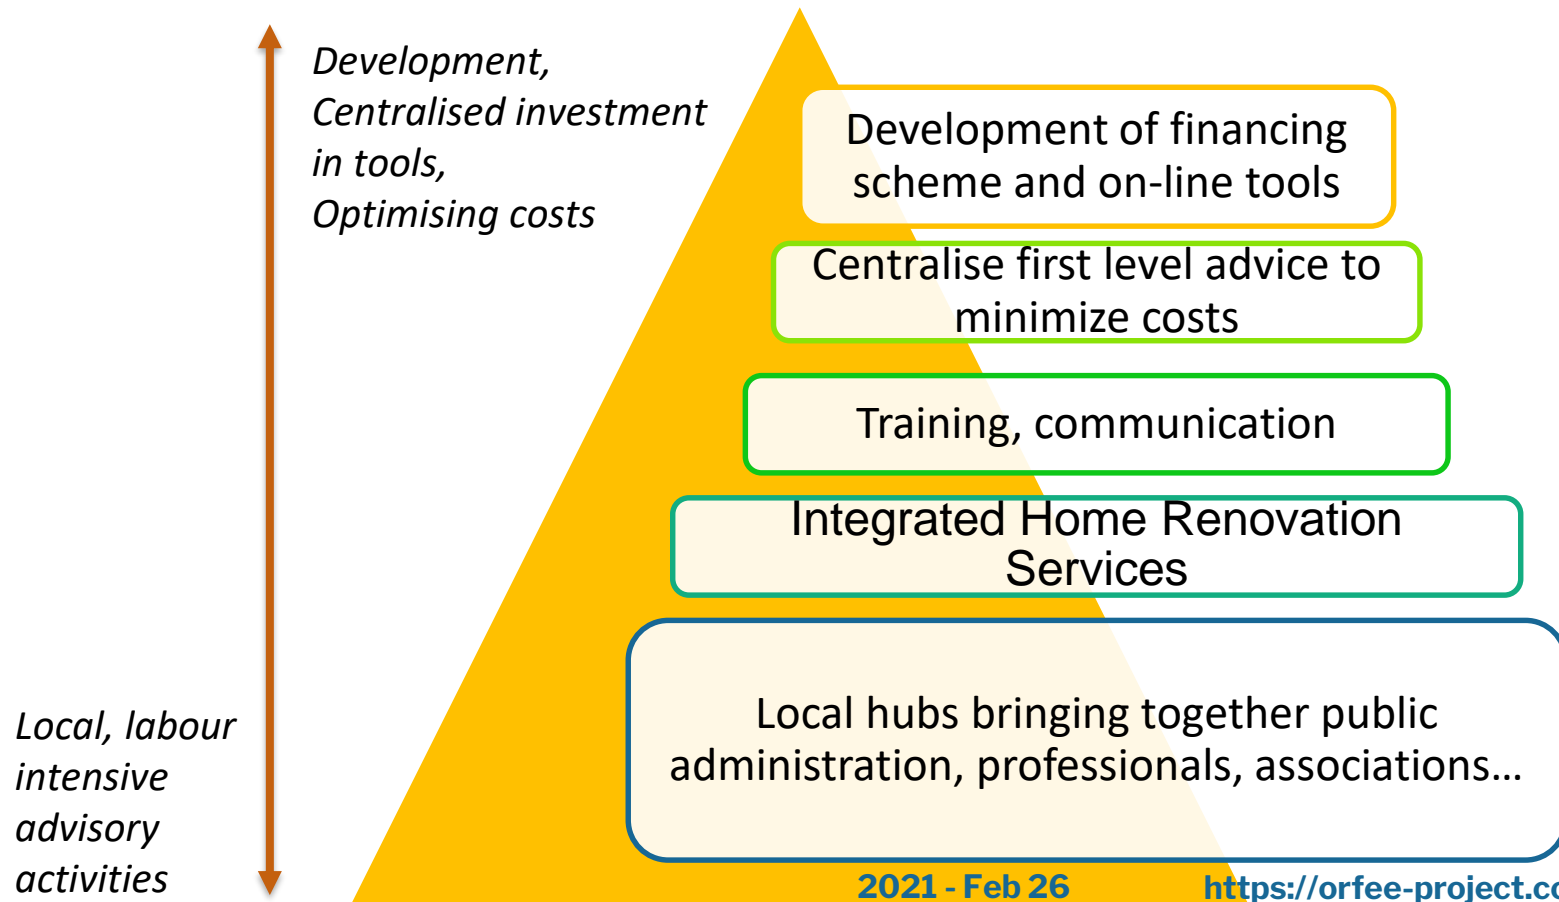 Development,
Centralised investment
in tools,
Optimising costs
Development of financing
scheme and on-line tools
Centralise first level advice to
minimize costs
Training, communication
Integrated Home Renovation
Services
Local hubs bringing together public
administration, professionals, associations…
Local, labour
intensive
advisory
activities
2021 - Feb 26
https://orfee-project.co